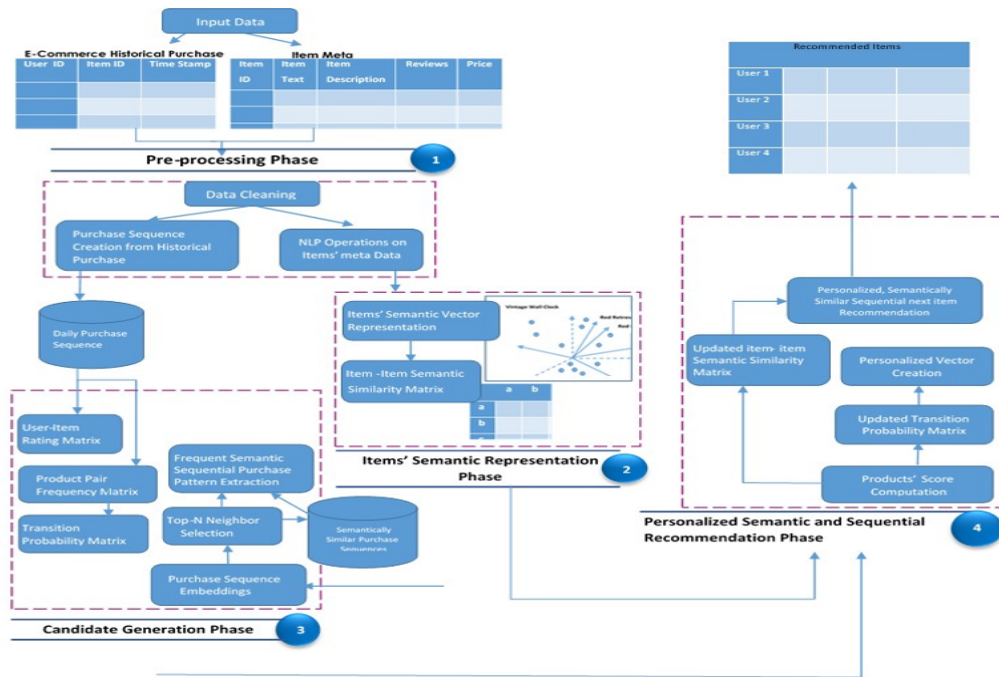 Input Data
E-Commerce Historical Purchase
User ID Item ID Time Stamp
Item Meta
Item ID
Item Text
Item Description
Reviews
Price
Pre-processing Phase
1
Data Cleaning
Purchase Sequence
Creation from Historical
Purchase
NLP Operations on
Items' meta Data
Daily Purchase
Sequence
Items'Semantic Vector
Representation
Item -Item Semantic
Similarity Matrix
Vintage Wall Clock
a b
a
b
Items' Semantic Representation
Phase
2
User-Item
Rating Matrix
Product Pair
Frequency Matrix
Transition
Probability Matrix
Frequent Semantic
Sequential Purchase
Pattern Extraction
Top-N Neighbor
Selection
Semantically
Similar Purchase
Sequences
Purchase Sequence
Embeddings
Candidate Generation Phase
3
Recommended Items
User 1
User 2
User 3
User 4
Personalized, Semantically
Similar Sequential next item
Recommendation
Updated item- item
Semantic Similarity
Matrix
Personalized Vector
Creation
Updated Transition
Probability Matrix
Products' Score
Computation
Personalized Semantic and Sequential
Recommendation Phase
4